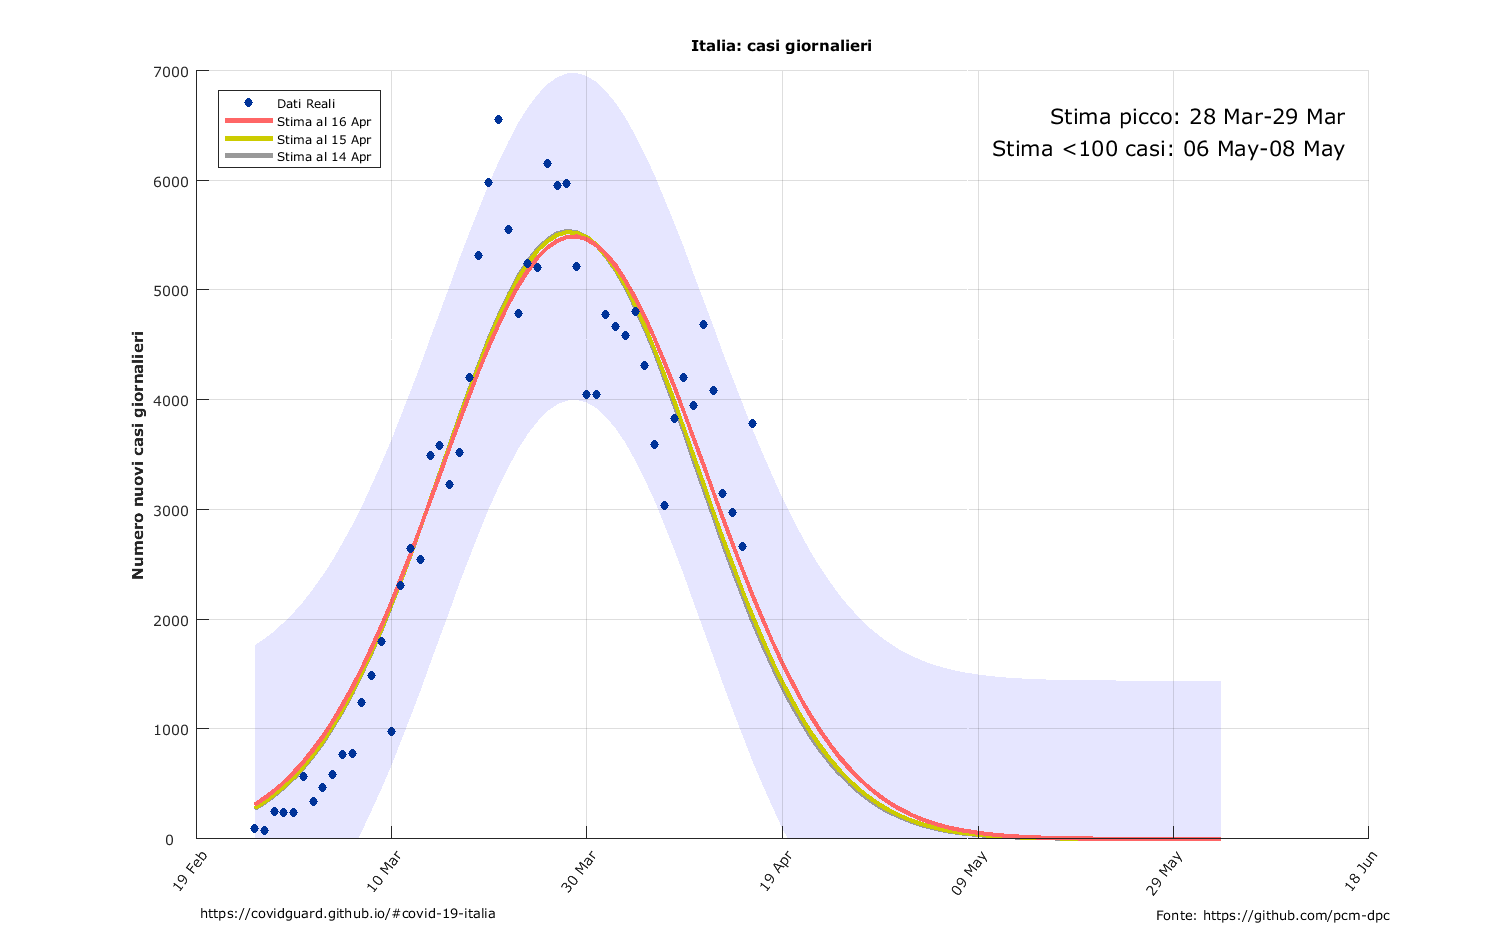 Italia: casi giornalieri
Stima picco: 28 Mar-29 Mar
Stima <100 casi: 06 May-08 May
Dati Reali
Stima al 16 Apr
Stima al 15 Apr
Stima al 14 Apr
Numero nuovi casi giornalieri
7000
6000
5000
4000
3000
2000
1000
0
19 Feb
10 Mar
30 Mar
19 Apr
09 May
29 May
18 Jun
https://covidguard.github.io/#covid-19-italia
Fonte: https://github.com/pcm-dpc